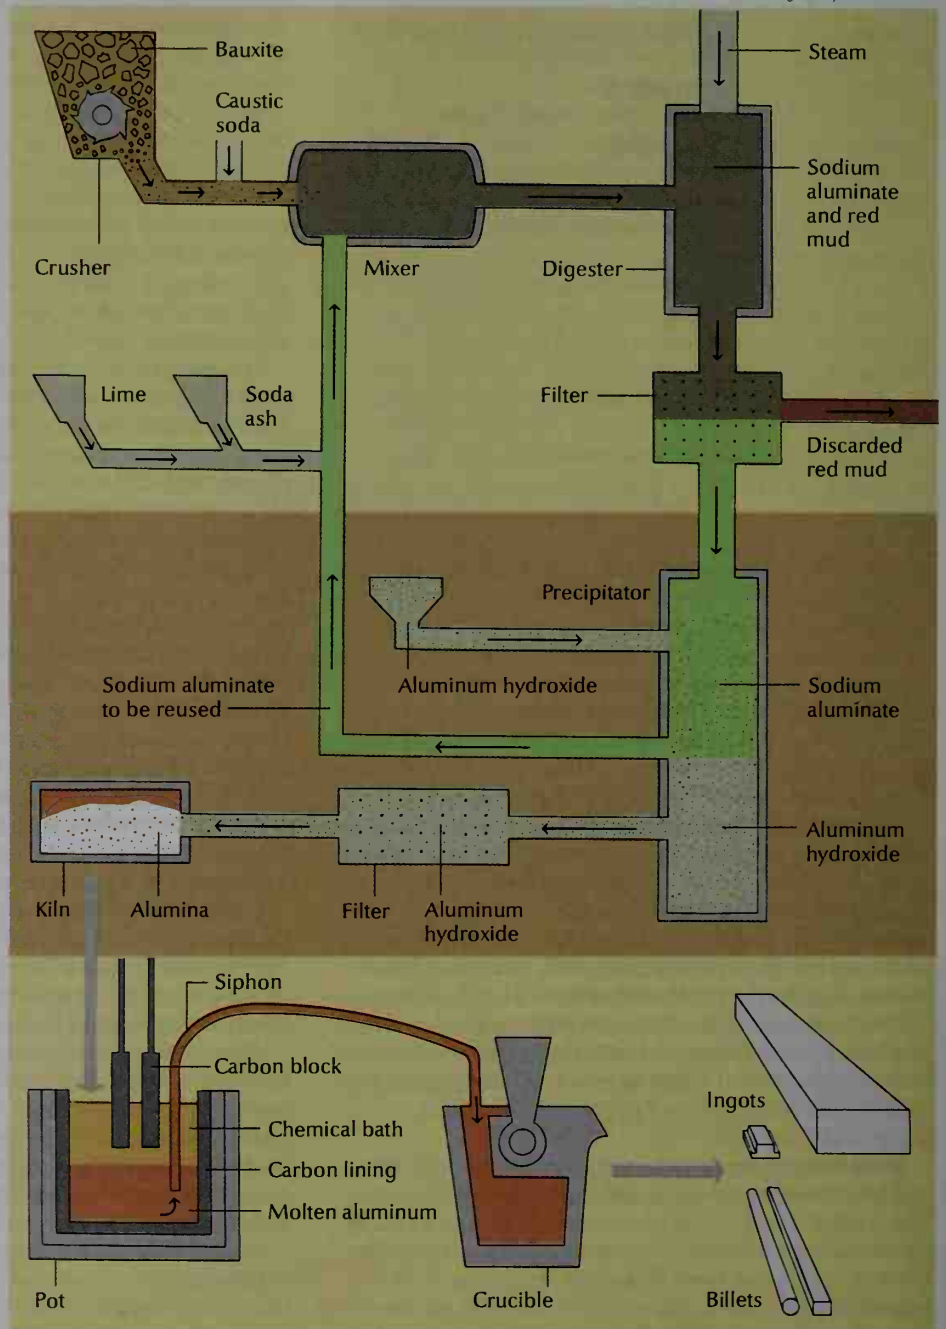 Bauxite
Steam
Caustic
soda
Sodium
aluminate
and red
mud
Crusher
Mixer
Digester
Lime
Soda
ash
Filter
Discarded
red mud
Precipitator
Aluminum hydroxide
Sodium aluminate
to be reused
Sodium
aluminate
Aluminum
hydroxide
Kiln
Alumina
Filter
Aluminum
hydroxide
Siphon
Carbon block
Ingots
Chemical bath
Carbon lining
Molten aluminum
Pot
Crucible
Billets